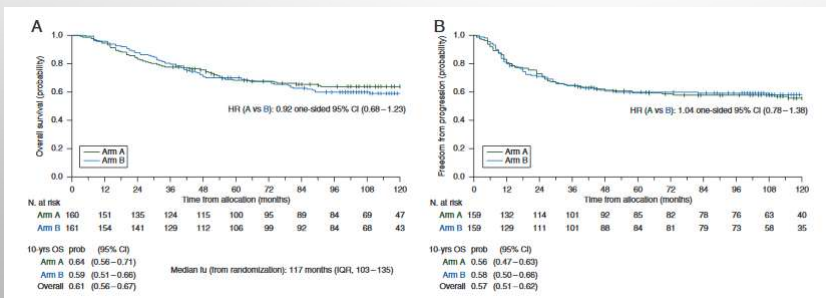 A
Overall survival (probability)
1.0
0.8
0.6
0.4
0.2
0.0
HR (A vs B): 0.92 one-sided 95% CI (0.68–1.23)
Arm A
Arm B
0 12 24 36 48 60 72 84 96 108 120
N. at risk
Time from allocation (months)
Arm A 160 151 135 124 115 100 95 89 84 69 47
Arm B 161 154 141 129 112 106 99 92 84 68 43
10-yrs OS prob (95% CI)
Arm A 0.64 (0.56–0.71)
Arm B 0.59 (0.51–0.66)
Overall 0.61 (0.56–0.67)
Median fu (from randomization): 117 months (IQR, 103–135)
B
Freedom from progression (probability)
1.0
0.8
0.6
0.4
0.2
0.0
HR (A vs B): 1.04 one-sided 95% CI (0.78–1.38)
Arm A
Arm B
0 12 24 36 48 60 72 84 96 108 120
N. at risk
Time from allocation (months)
Arm A 159 132 114 101 92 85 82 78 76 63 40
Arm B 159 129 111 101 88 84 81 79 73 58 35
10-yrs OS prob (95% CI)
Arm A 0.56 (0.47–0.63)
Arm B 0.58 (0.50–0.66)
Overall 0.57 (0.51–0.62)